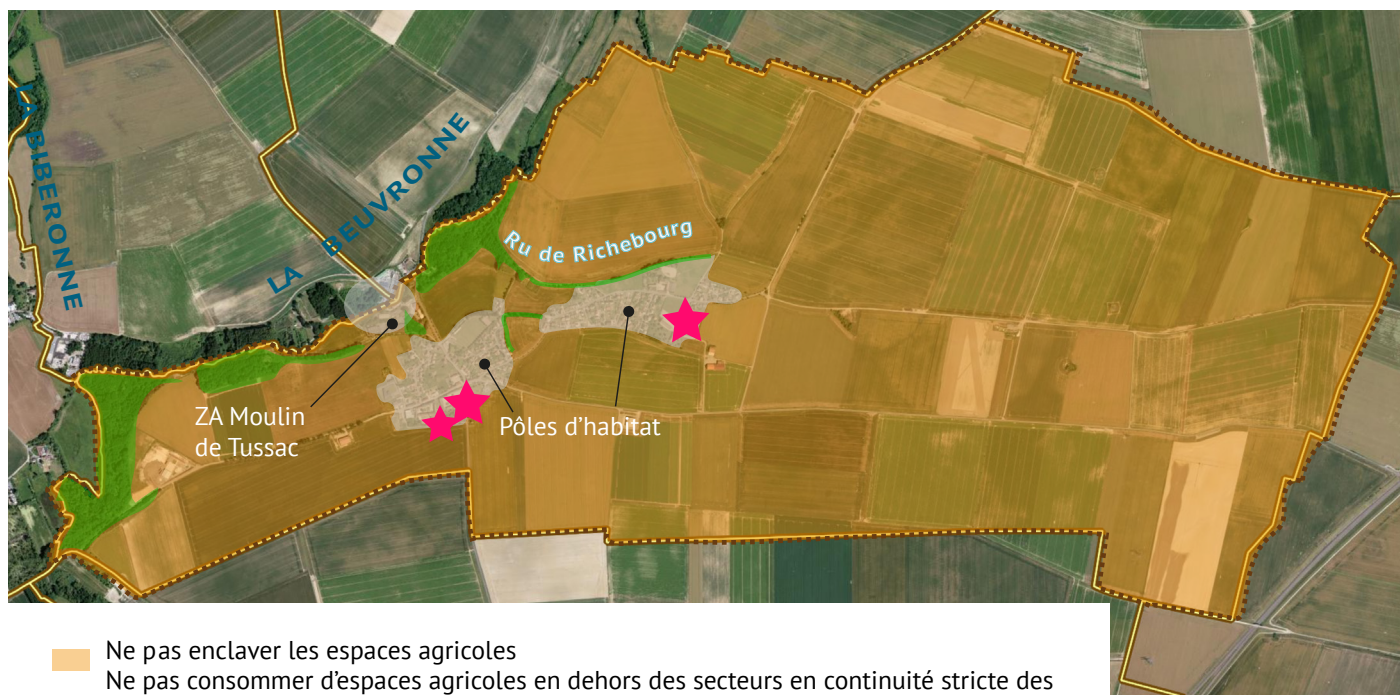 LA BIBERONNE
LA BEUVRONNE
Ru de Richebourg
ZA Moulin
de Tussac
Pôles d'habitat
Ne pas enclaver les espaces agricoles
Ne pas consommer d'espaces agricoles en dehors des secteurs en continuité stricte des